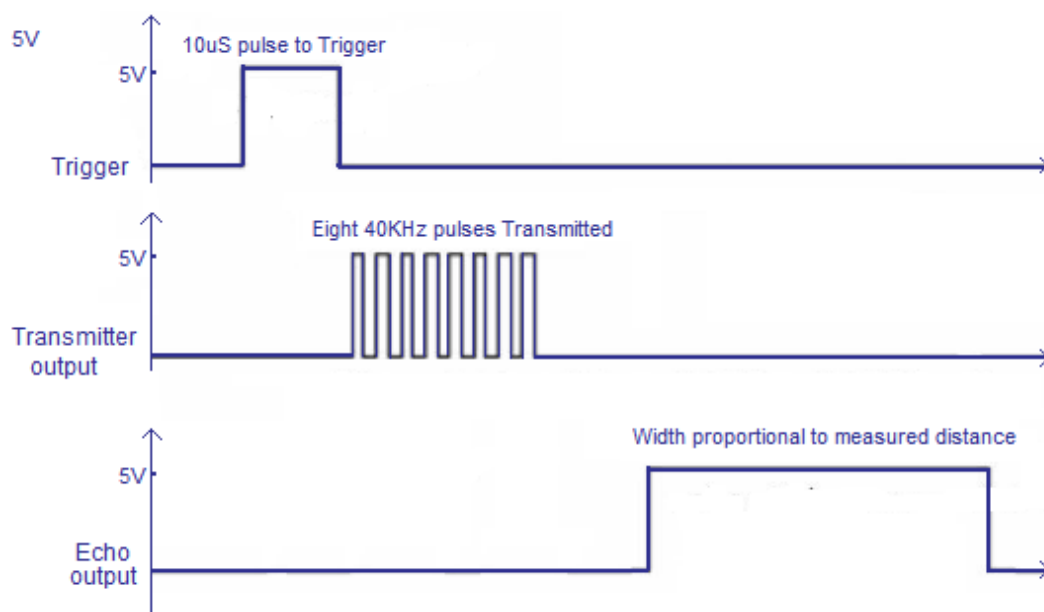 5V
10uS pulse to Trigger
5V
Trigger
Eight 40KHz pulses Transmitted
5V
Transmitter
output
Width proportional to measured distance
5V
Echo
output